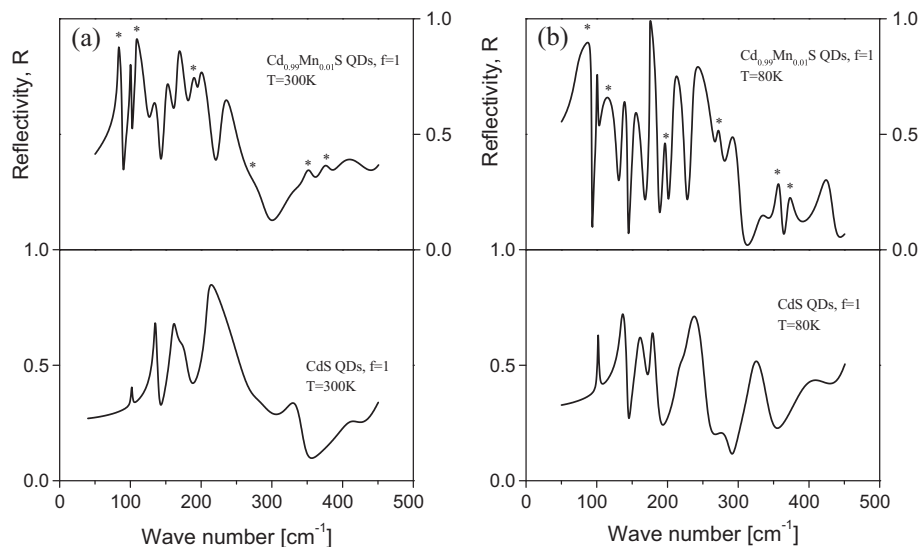 (a)
* * * * * *
Cd0.99Mn0.01S QDs, f=1
T=300K
Reflectivity, R
1.0
0.5
0.0
1.0
0.5
0.0
CdS QDs, f=1
T=300K
0 100 200 300 400 500
Wave number [cm-1]
(b)
* * * * * *
Cd0.99Mn0.01S QDs, f=1
T=80K
Reflectivity, R
1.0
0.5
0.0
1.0
0.5
0.0
CdS QDs, f=1
T=80K
0 100 200 300 400 500
Wave number [cm-1]